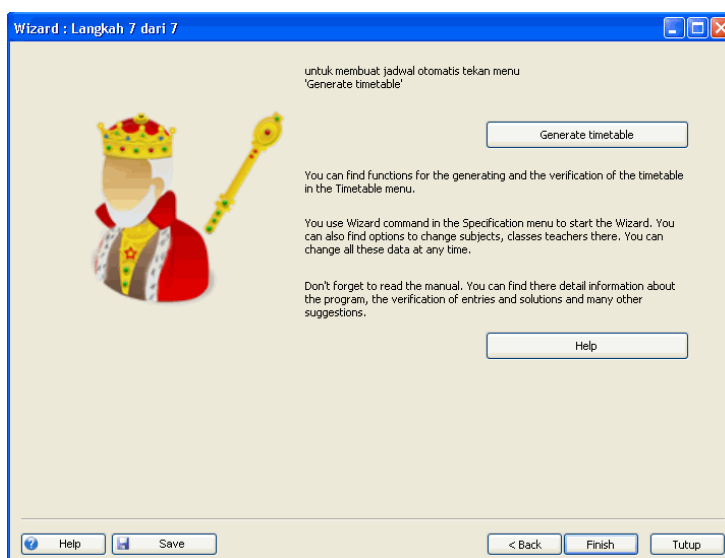 Wizard : Langkah 7 dari 7
untuk membuat jadwal otomatis tekan menu
'Generate timetable'
Generate timetable
You can find functions for the generating and the verification of the timetable
in the Timetable menu.
You use Wizard command in the Specification menu to start the Wizard. You
can also find options to change subjects, classes teachers there. You can
change all these data at any time.
Don't forget to read the manual. You can find there detail information about
the program, the verification of entries and solutions and many other
suggestions.
Help
Help
Save
< Back
Finish
Tutup